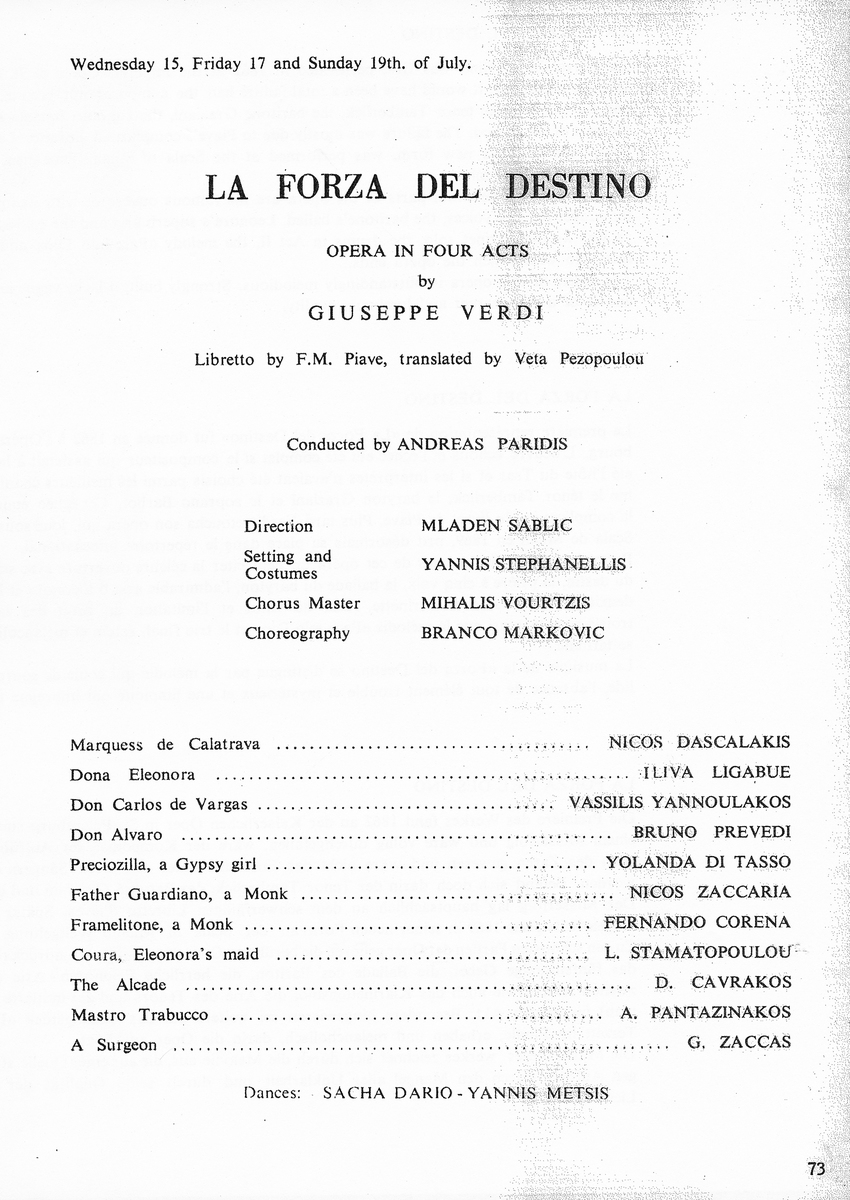 Wednesday 15, Friday 17 and Sunday 19th. of July.
LA FORZA DEL DESTINO
OPERA IN FOUR ACTS
by
GIUSEPPE VERDI
Libretto by F.M. Piave, translated by Veta Pezopoulou
Conducted by ANDREAS PARIDIS
Direction MLADEN SABLIC
Setting and
Costumes YANNIS STEPHANELLIS
Chorus Master MIHALIS VOURTZIS
Choreography BRANCO MARKOVIC
Marquess de Calatrava ..................................... NICOS DASCALAKIS
Dona Eleonora ................................................. ILIVA LIGABUE
Don Carlos de Vargas ................................... VASSILIS YANNOULAKOS
Don Alvaro ................................................... BRUNO PREVEDI
Preciozilla, a Gypsy girl ....................................... YOLANDA DI TASSO
Father Guardiano, a Monk ..................................... NICOS ZACCARIA
Framelitone, a Monk ......................................... FERNANDO CORENA
Coura, Eleonora's maid ..................................... L. STAMATOPOULOU
The Alcade ..................................................... D. CAVRAKOS
Mastro Trabucco ............................................. A. PANTAZINAKOS
A Surgeon ........................................................... G. ZACCAS
Dances: SACHA DARIO - YANNIS METSIS
73